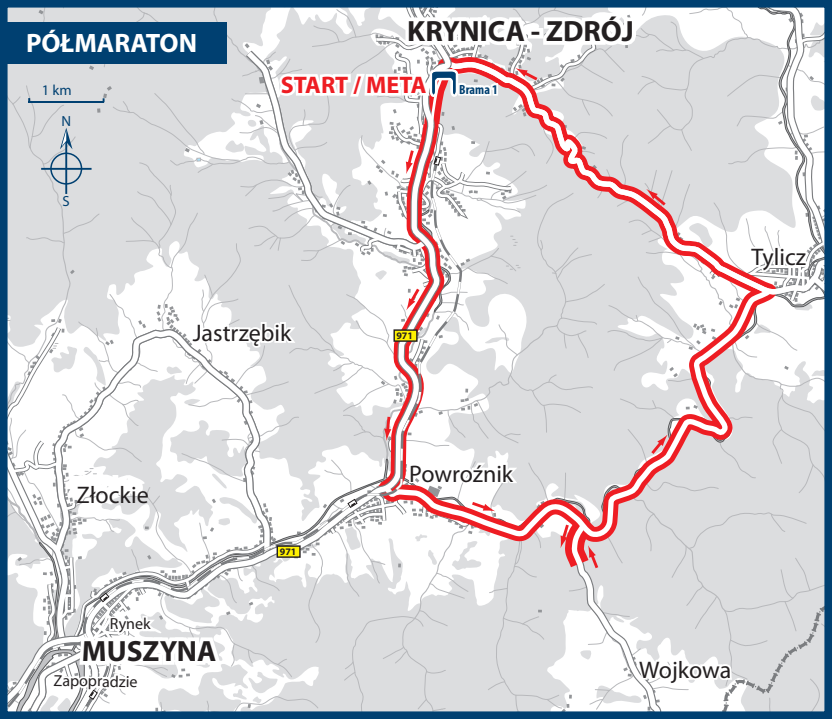 PÓŁMARATON
KRYNICA - ZDRÓJ
START / META
Brama 1
1 km
N
S
Tylicz
971
Jastrzębik
Powroźnik
Złockie
971
Rynek
MUSZYNA
Zapopradzie
Wojkowa